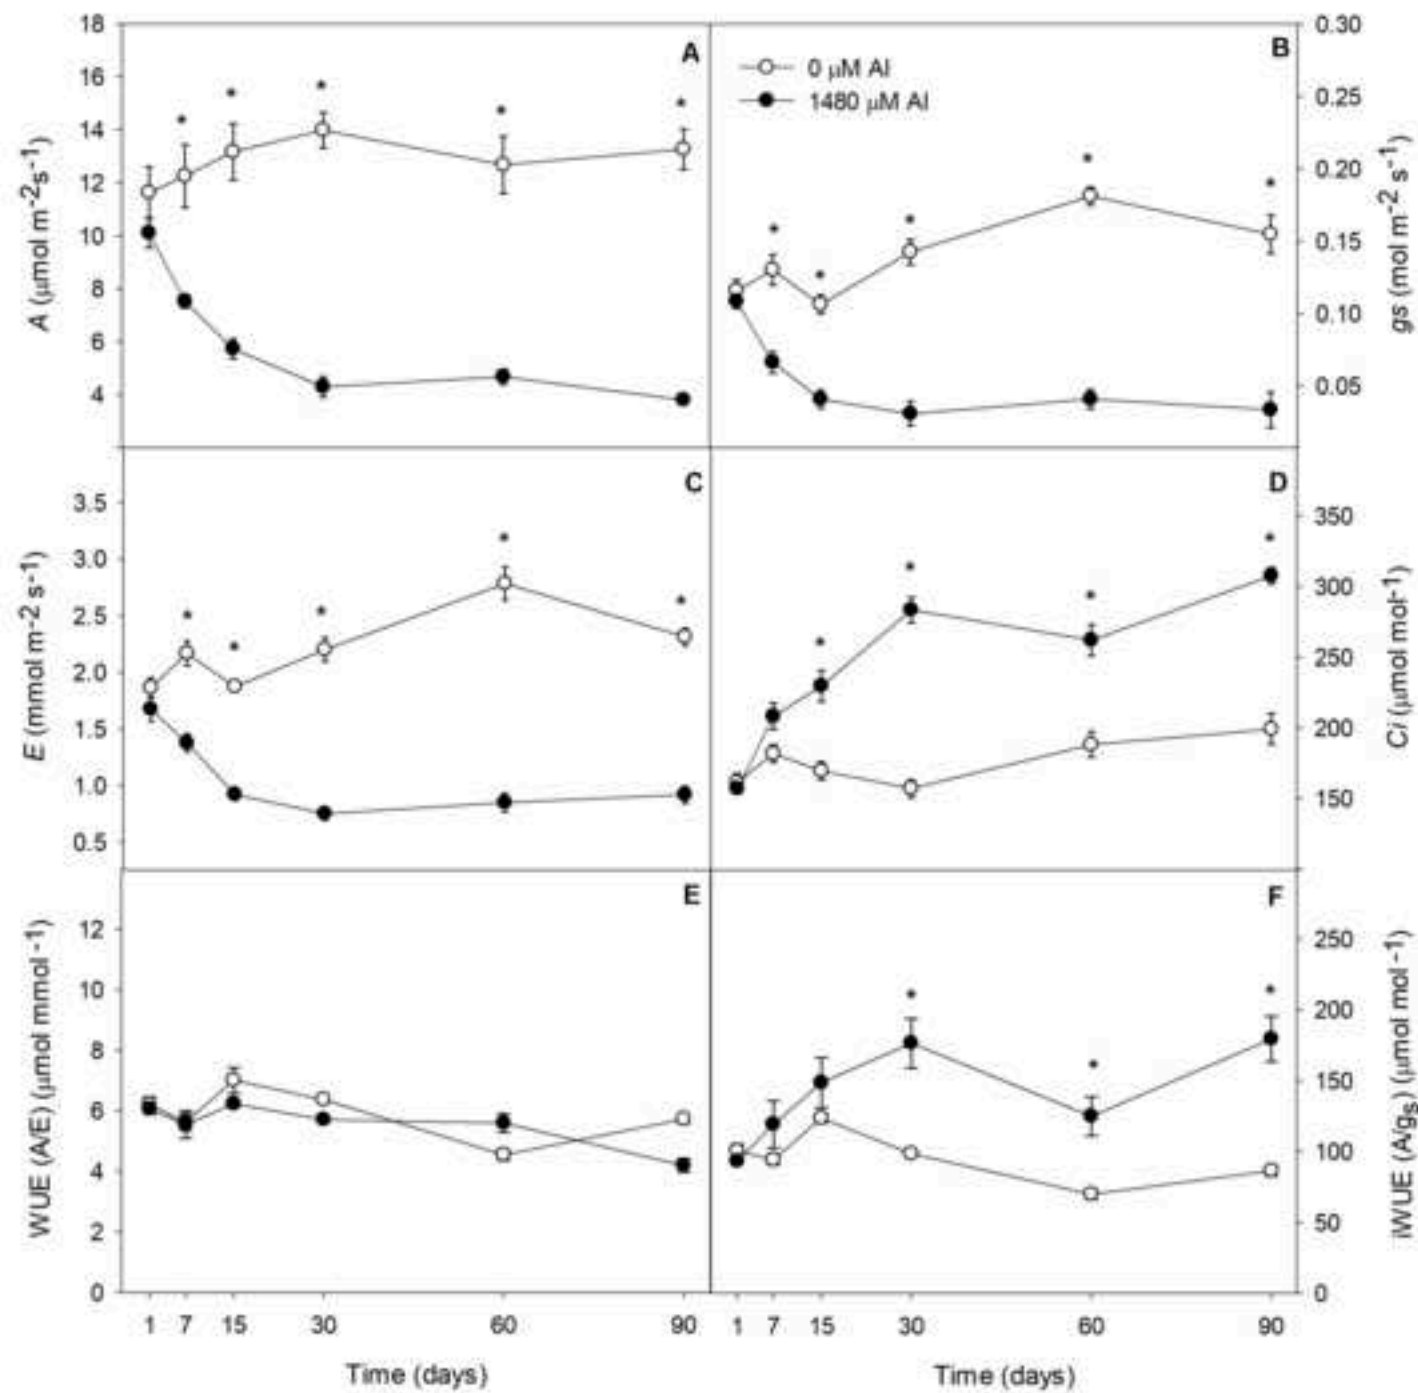 A
A (μmol m-2s-1)
18
16
14
12
10
8
6
4
* * * * *
B
0 μM Al
1480 μM Al
gs (mol m-2 s-1)
0.30
0.25
0.20
0.15
0.10
0.05
* * * * *
C
E (mmol m-2 s-1)
3.5
3.0
2.5
2.0
1.5
1.0
0.5
* * * * *
D
Ci (μmol mol-1)
350
300
250
200
150
* * * *
E
WUE (A/E) (μmol mmol-1)
12
10
8
6
4
2
0
F
iWUE (A/gs) (μmol mol-1)
250
200
150
100
50
0
* * *
1 7 15 30 60 90
1 7 15 30 60 90
Time (days)
Time (days)